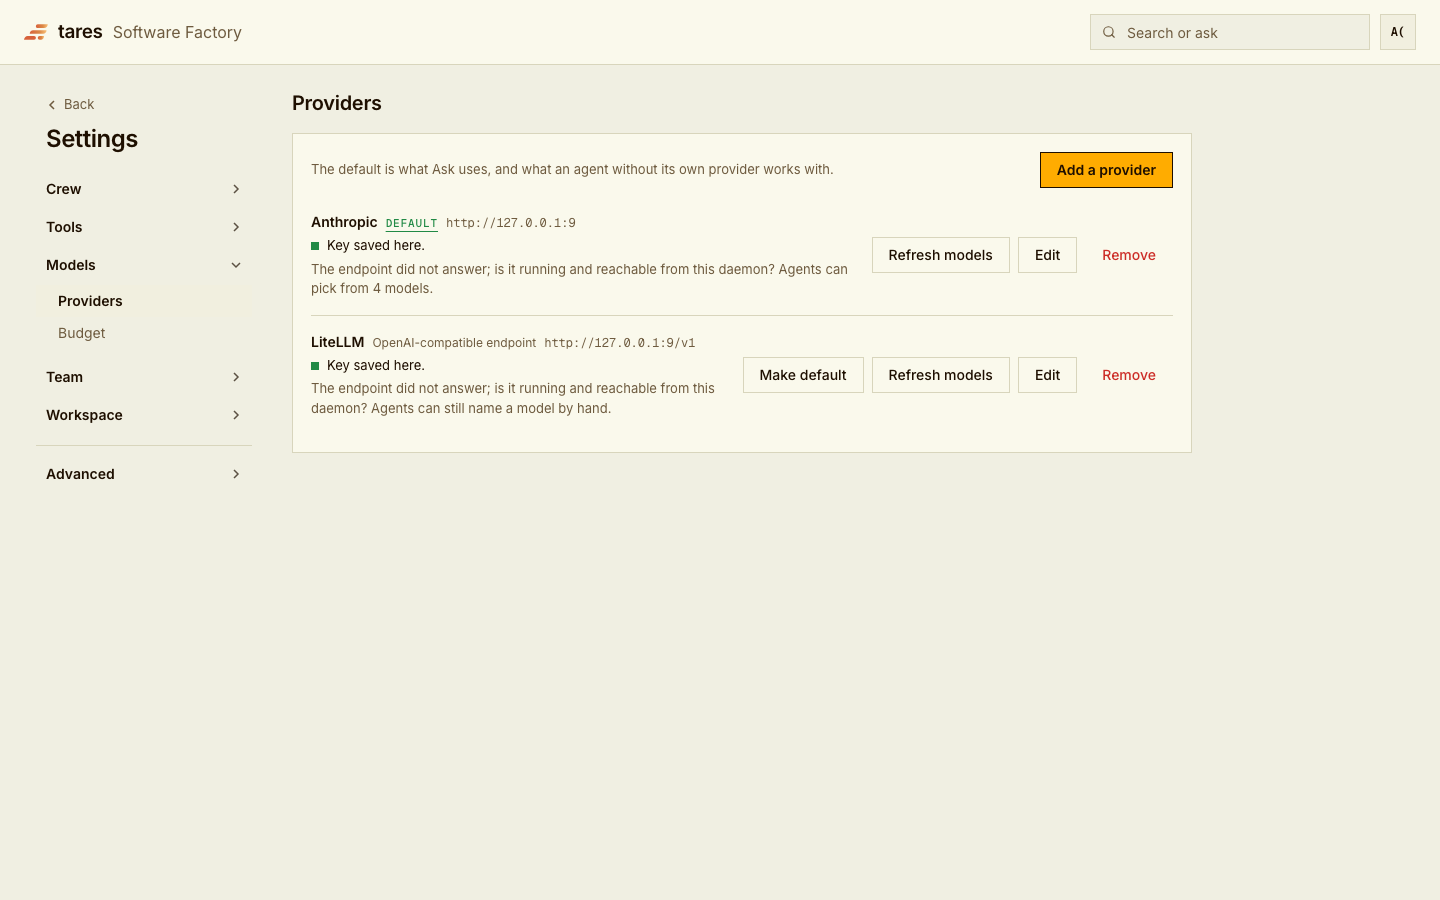 tares Software Factory
Search or ask
A(
Back
Settings
Crew
Tools
Models
Providers
Budget
Team
Workspace
Advanced
Providers
The default is what Ask uses, and what an agent without its own provider works with.
Add a provider
Anthropic DEFAULT http://127.0.0.1:9
Key saved here.
The endpoint did not answer; is it running and reachable from this daemon? Agents can
pick from 4 models.
Refresh models Edit Remove
LiteLLM OpenAI-compatible endpoint http://127.0.0.1:9/v1
Key saved here.
The endpoint did not answer; is it running and reachable from this
daemon? Agents can still name a model by hand.
Make default Refresh models Edit Remove